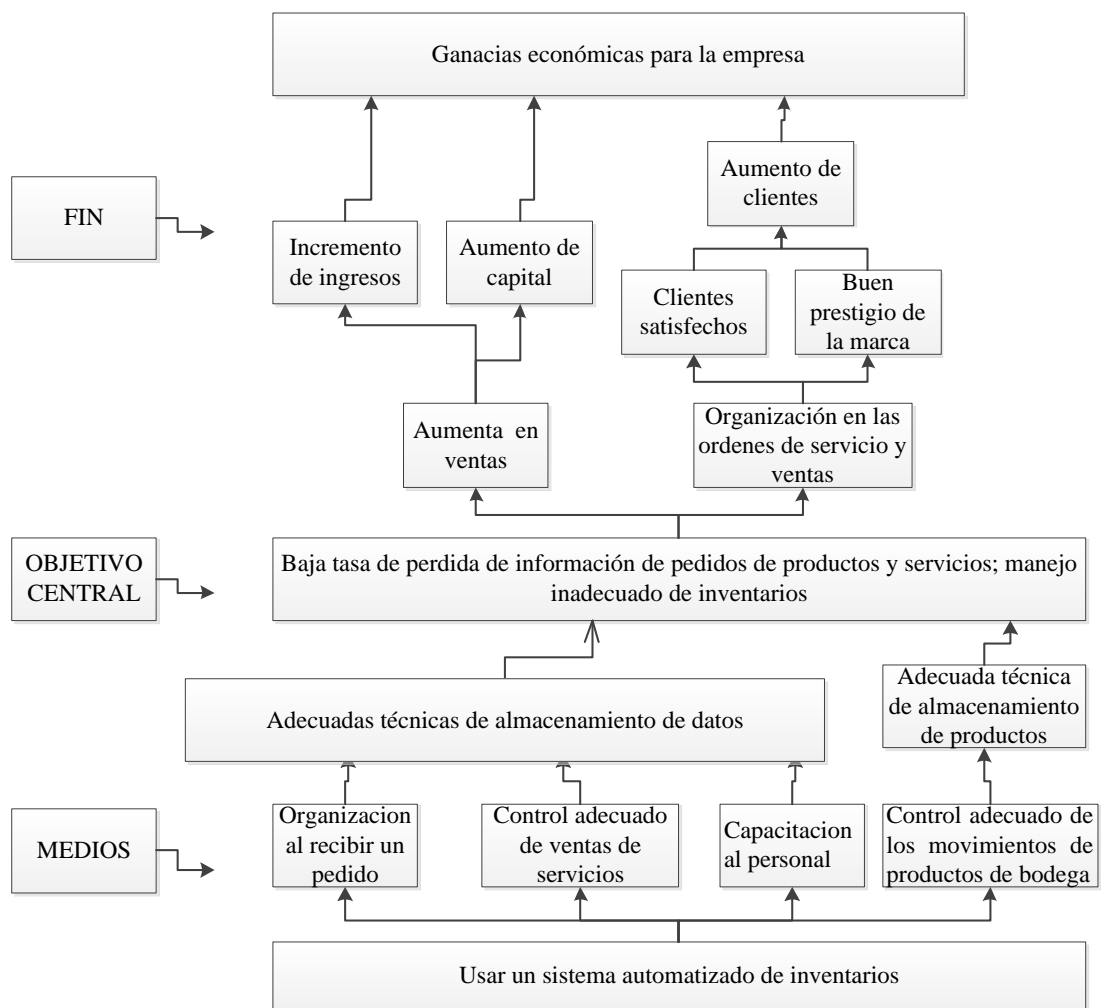 Ganacias económicas para la empresa
Aumento de
clientes
FIN
Incremento
de ingresos
Aumento de
capital
Clientes
satisfechos
Buen
prestigio de
la marca
Aumenta en
ventas
Organización en las
ordenes de servicio y
ventas
OBJETIVO
CENTRAL
Baja tasa de perdida de información de pedidos de productos y servicios; manejo
inadecuado de inventarios
Adecuadas técnicas de almacenamiento de datos
Adecuada técnica
de almacenamiento
de productos
MEDIOS
Organizacion
al recibir un
pedido
Control adecuado
de ventas de
servicios
Capacitacion
al personal
Control adecuado de
los movimientos de
productos de bodega
Usar un sistema automatizado de inventarios